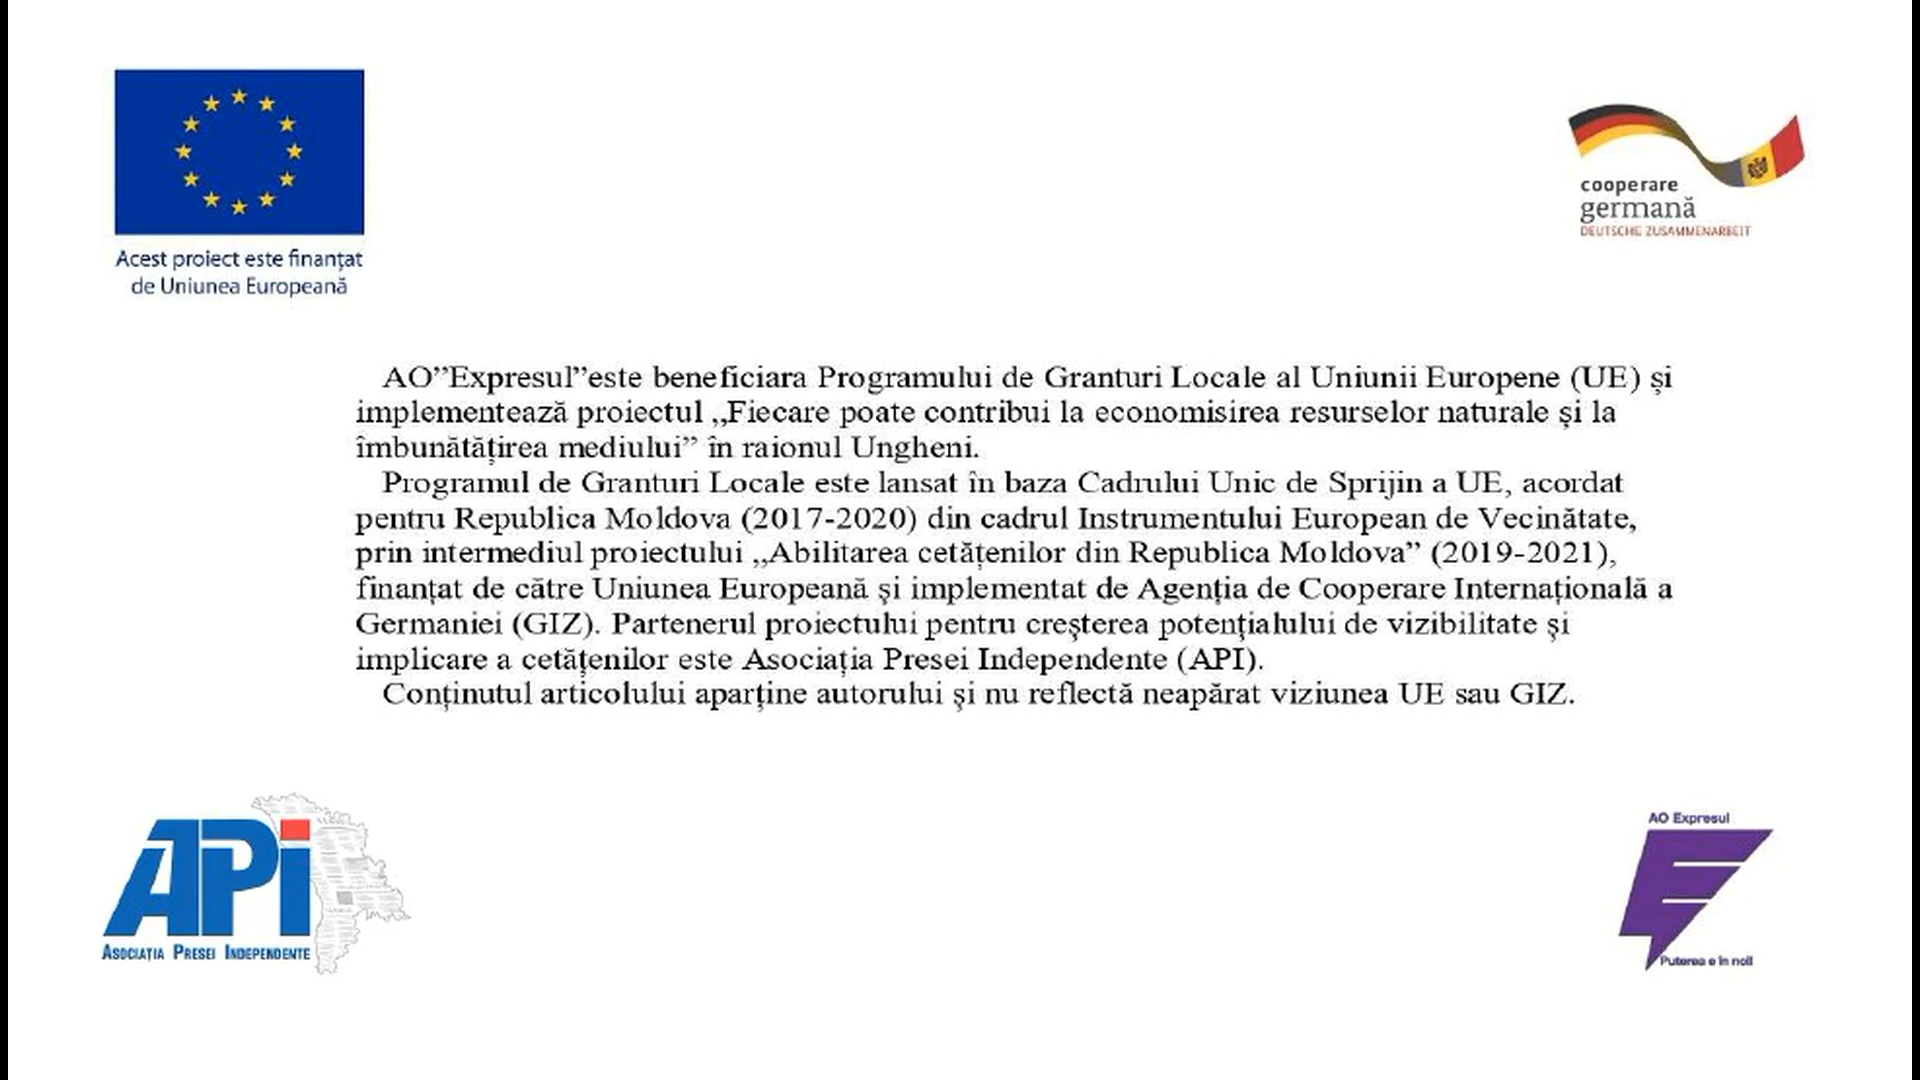 Acest proiect este finanțat
de Uniunea Europeană
cooperare
germană
DEUTSCHE ZUSAMMENARBEIT
AO”Expresul”este beneficiara Programului de Granturi Locale al Uniunii Europene (UE) și
implementează proiectul „Fiecare poate contribui la economisirea resurselor naturale și la
îmbunătățirea mediului” în raionul Ungheni.
Programul de Granturi Locale este lansat în baza Cadrului Unic de Sprijin a UE, acordat
pentru Republica Moldova (2017-2020) din cadrul Instrumentului European de Vecinătate,
prin intermediul proiectului „Abilitarea cetățenilor din Republica Moldova” (2019-2021),
finanțat de către Uniunea Europeană și implementat de Agenția de Cooperare Internațională a
Germaniei (GIZ). Partenerul proiectului pentru creșterea potențialului de vizibilitate și
implicare a cetățenilor este Asociația Presei Independente (API).
Conținutul articolului aparține autorului și nu reflectă neapărat viziunea UE sau GIZ.
APi
ASOCIAȚIA PRESEI INDEPENDENTE
AO Expresul
Puterea e în noi!